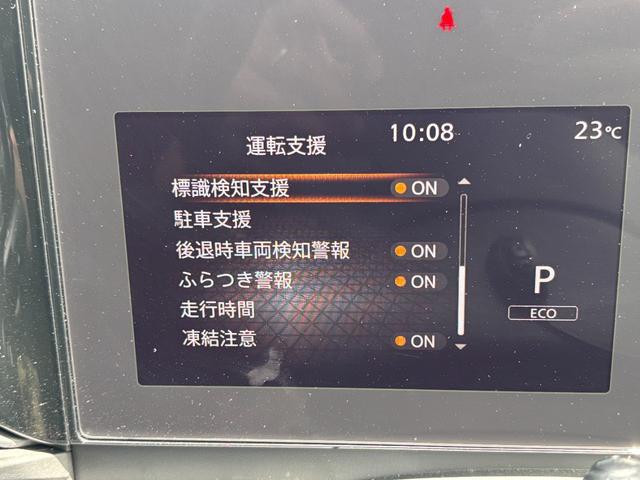 運転支援 10:08 23℃
標識検知支援 ON
駐車支援
後退時車両検知警報 ON
ふらつき警報 ON
走行時間
凍結注意 ON
P
ECO